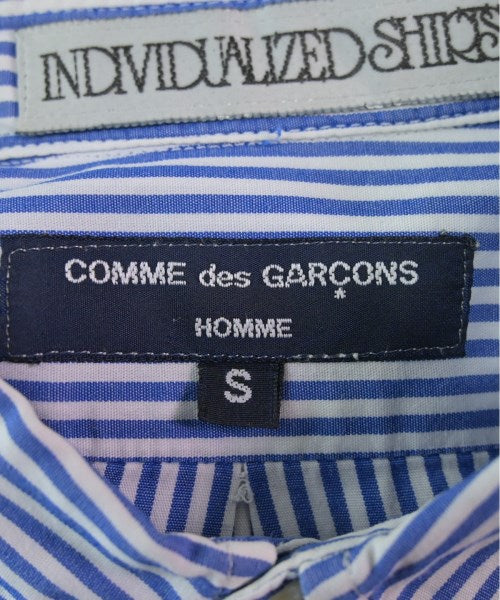 INDIVIDUALIZED SHIRTS
COMME des GARÇONS
HOMME
S